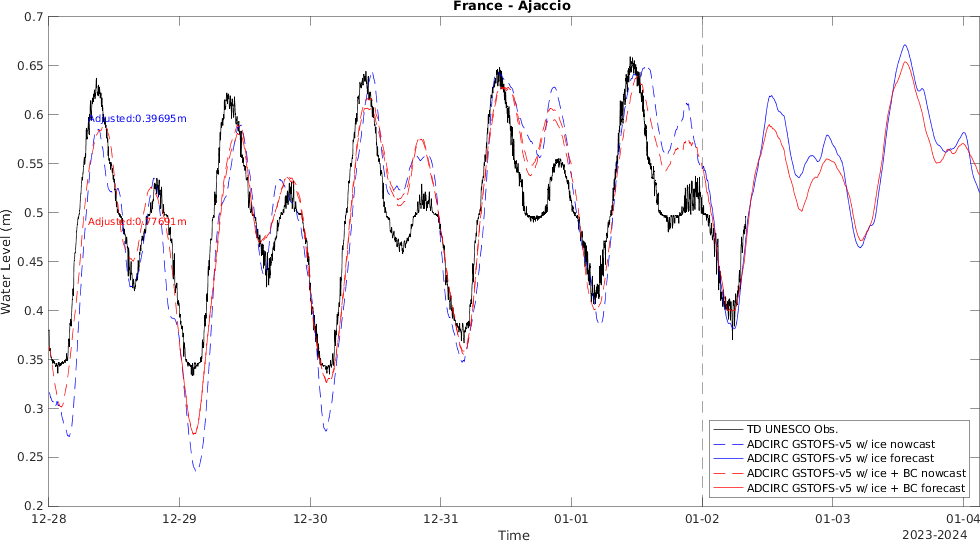 France - Ajaccio
0.7
0.65
0.6
0.55
0.5
0.45
0.4
0.35
0.3
0.25
0.2
Water Level (m)
Adjusted:0.39695m
Adjusted:0.77691m
TD UNESCO Obs.
ADCIRC GSTOFS-v5 w/ ice nowcast
ADCIRC GSTOFS-v5 w/ ice forecast
ADCIRC GSTOFS-v5 w/ ice + BC nowcast
ADCIRC GSTOFS-v5 w/ ice + BC forecast
12-28 12-29 12-30 12-31 01-01 01-02 01-03 01-04
Time
2023-2024